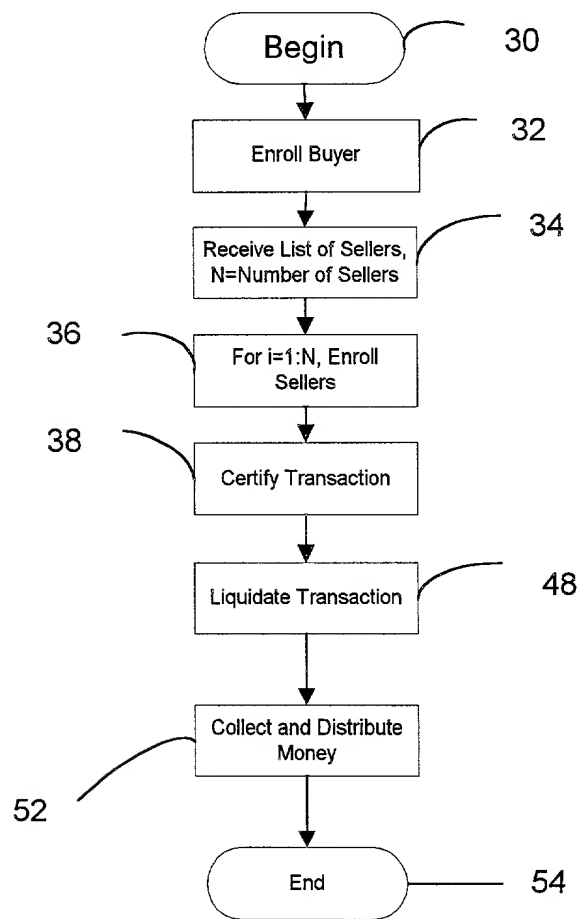 Begin
30
32
Enroll Buyer
34
Receive List of Sellers,
N=Number of Sellers
36
For i=1:N, Enroll
Sellers
38
Certify Transaction
48
Liquidate Transaction
Collect and Distribute
Money
52
End
54